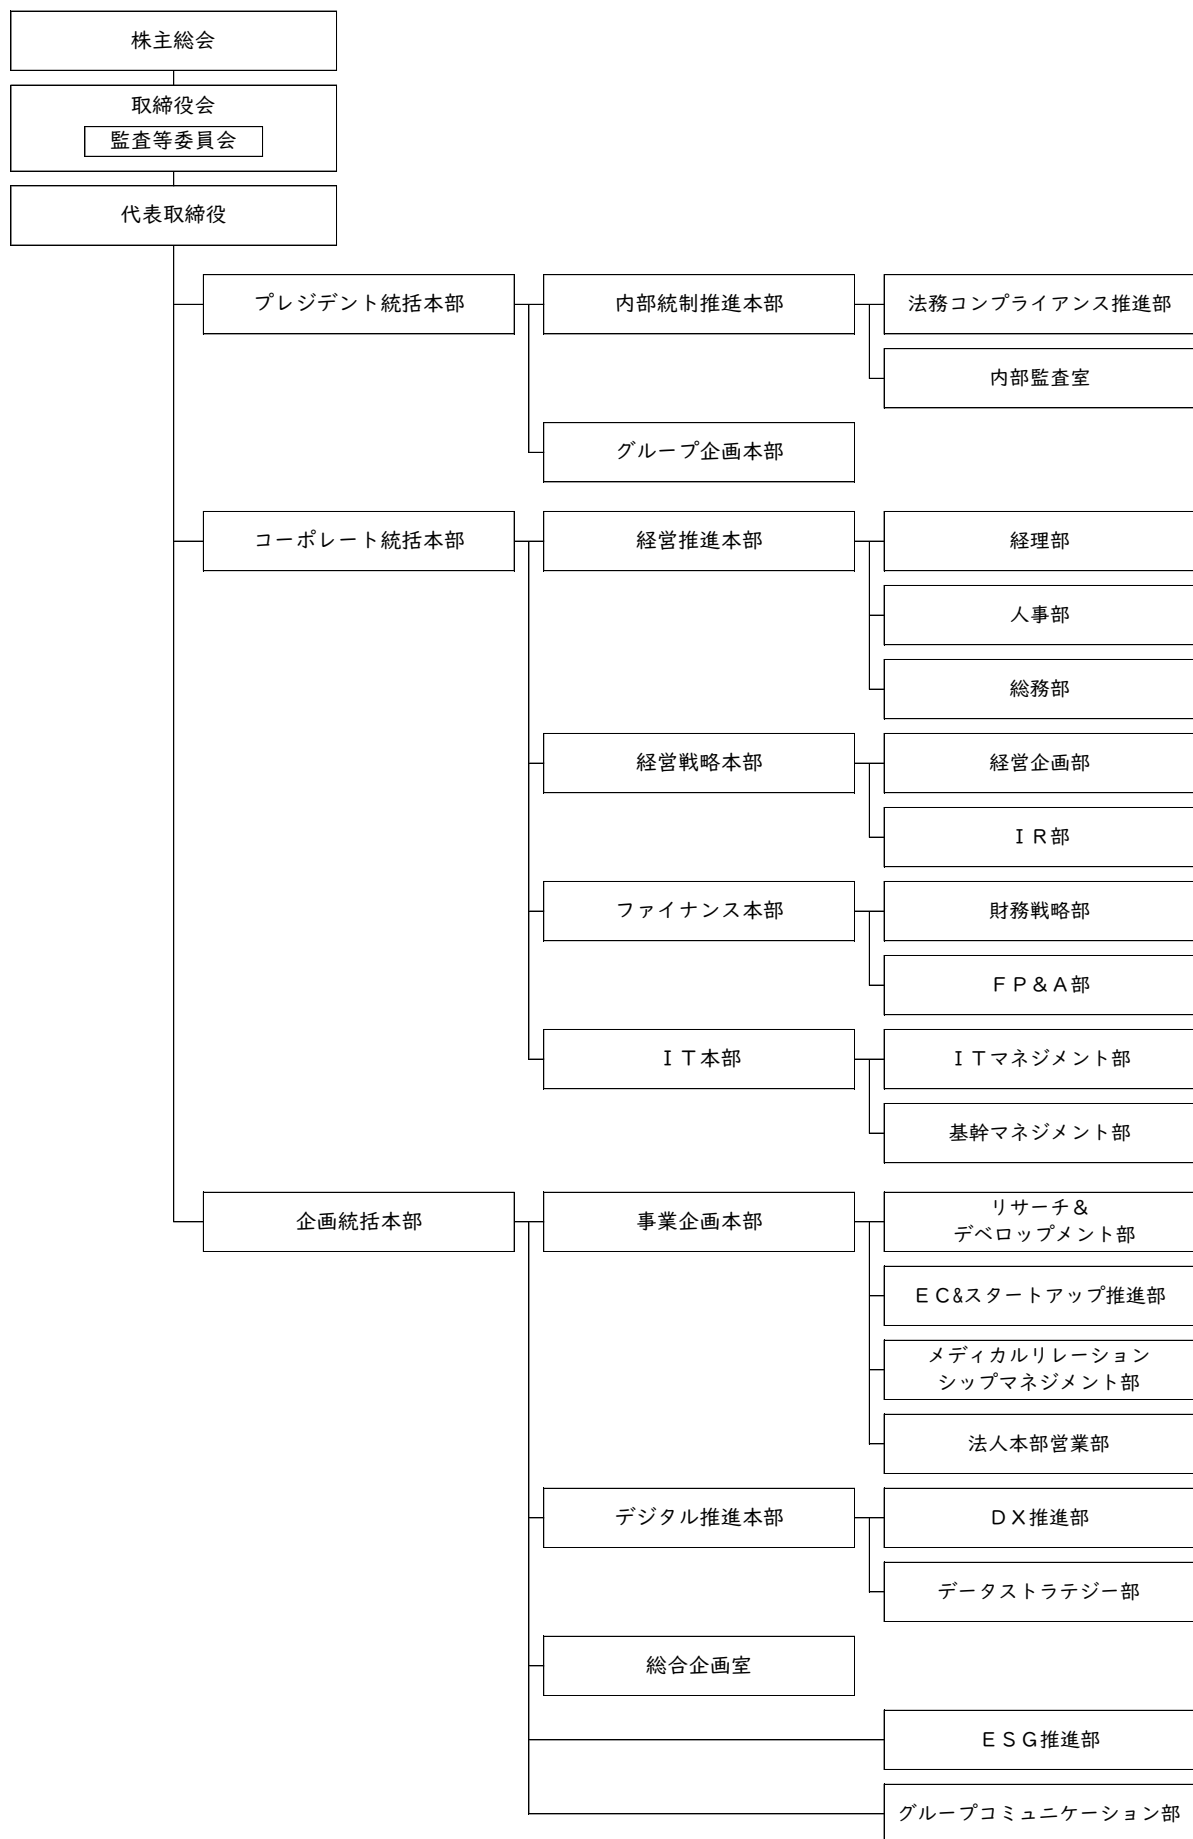 株主総会
取締役会
監査等委員会
代表取締役
プレジデント統括本部
内部統制推進本部
法務コンプライアンス推進部
内部監査室
グループ企画本部
コーポレート統括本部
経営推進本部
経理部
人事部
総務部
経営戦略本部
経営企画部
ＩＲ部
ファイナンス本部
財務戦略部
ＦＰ＆Ａ部
ＩＴ本部
ＩＴマネジメント部
基幹マネジメント部
企画統括本部
事業企画本部
リサーチ＆
デベロップメント部
ＥＣ&スタートアップ推進部
メディカルリレーション
シップマネジメント部
法人本部営業部
デジタル推進本部
ＤＸ推進部
データストラテジー部
総合企画室
ＥＳＧ推進部
グループコミュニケーション部